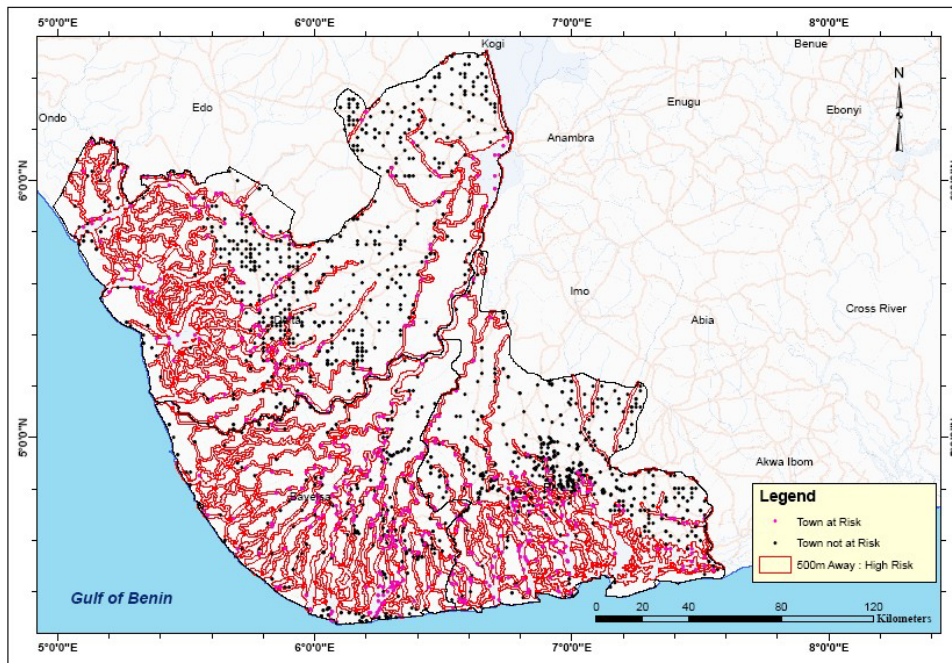 5°0'0"E 6°0'0"E 7°0'0"E 8°0'0"E
Kogi
Benue
N
Edo
Enugu
Ebonyi
Ondo
Anambra
6°0'0"N
Imo
Delta
Abia
Cross River
5°0'0"N
Akwa Ibom
Bayelsa
Legend
Town at Risk
Town not at Risk
500m Away : High Risk
Gulf of Benin
0 20 40 80 120
Kilometers
5°0'0"E 6°0'0"E 7°0'0"E 8°0'0"E